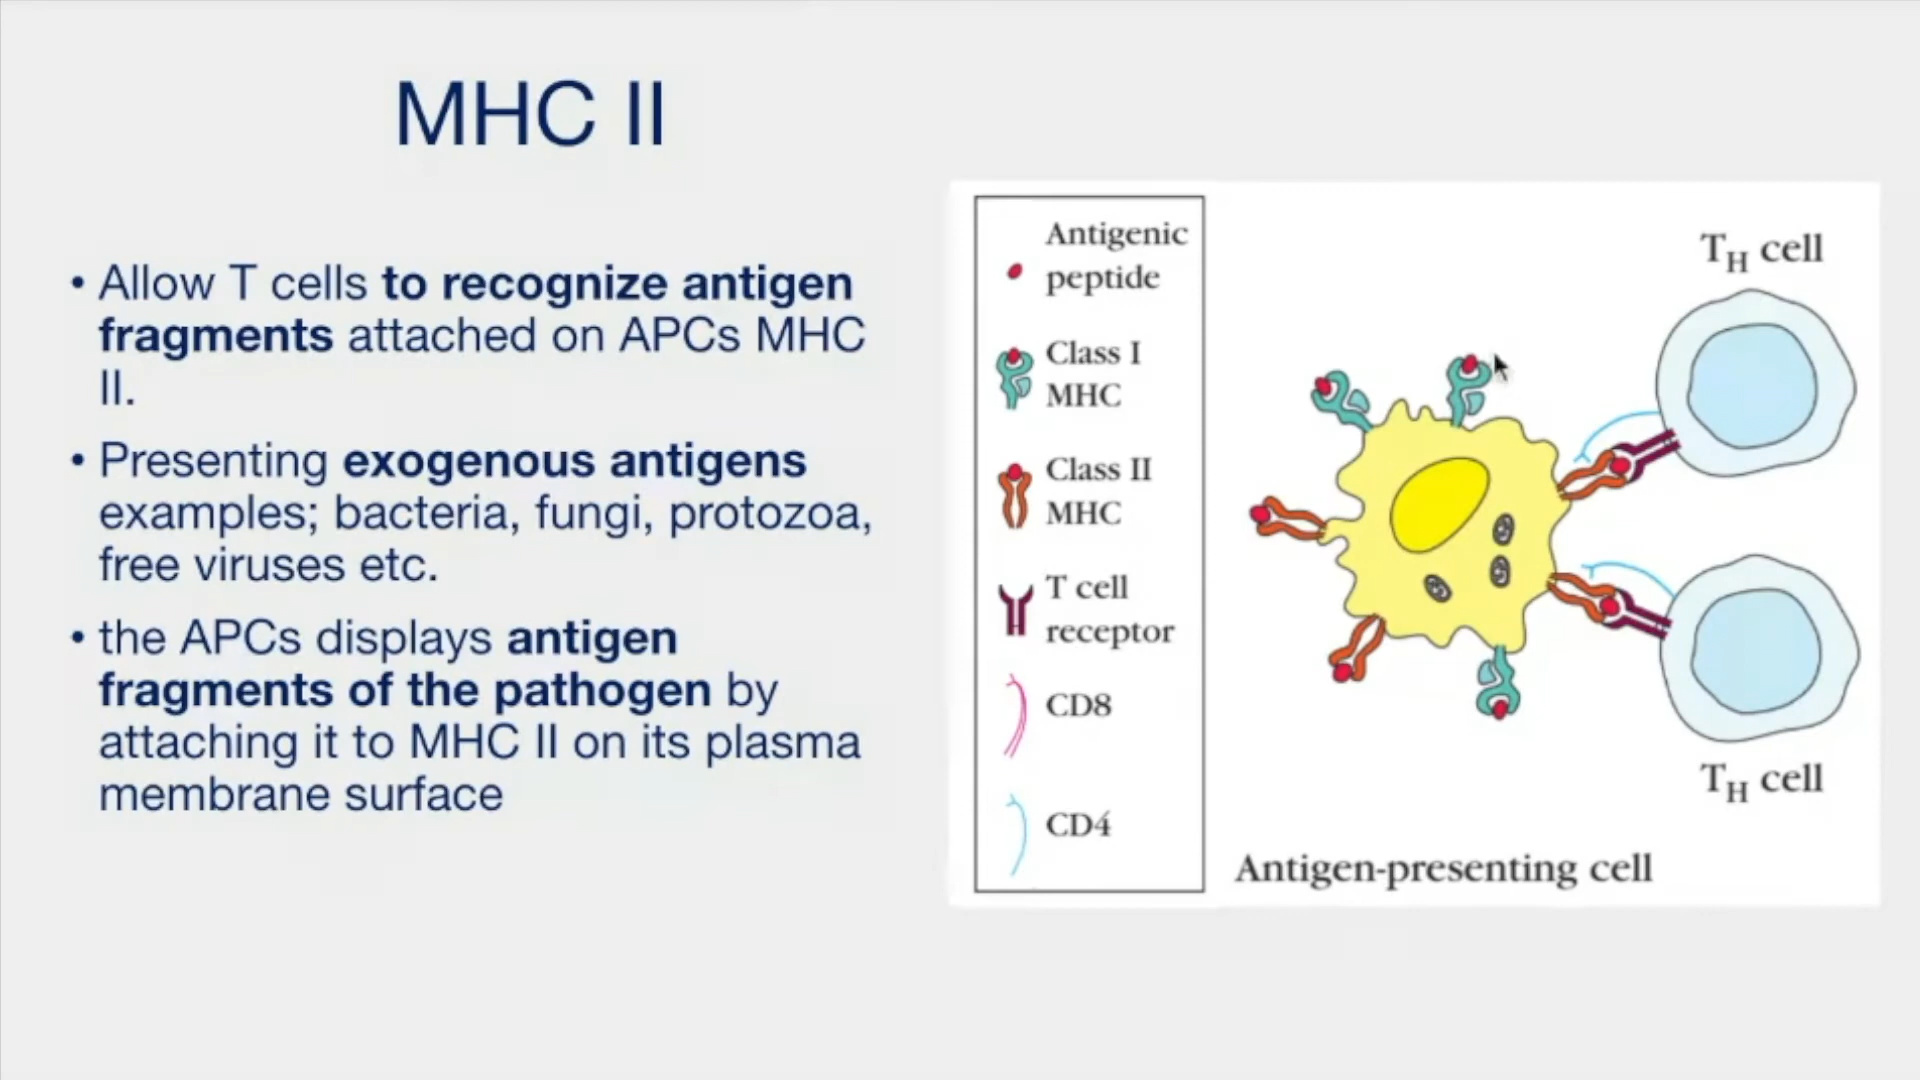 MHC II
• Allow T cells to recognize antigen
fragments attached on APCs MHC
II.
• Presenting exogenous antigens
examples; bacteria, fungi, protozoa,
free viruses etc.
• the APCs displays antigen
fragments of the pathogen by
attaching it to MHC II on its plasma
membrane surface
Antigenic
peptide
Class I
MHC
Class II
MHC
T cell
receptor
CD8
CD4
TH cell
TH cell
Antigen-presenting cell